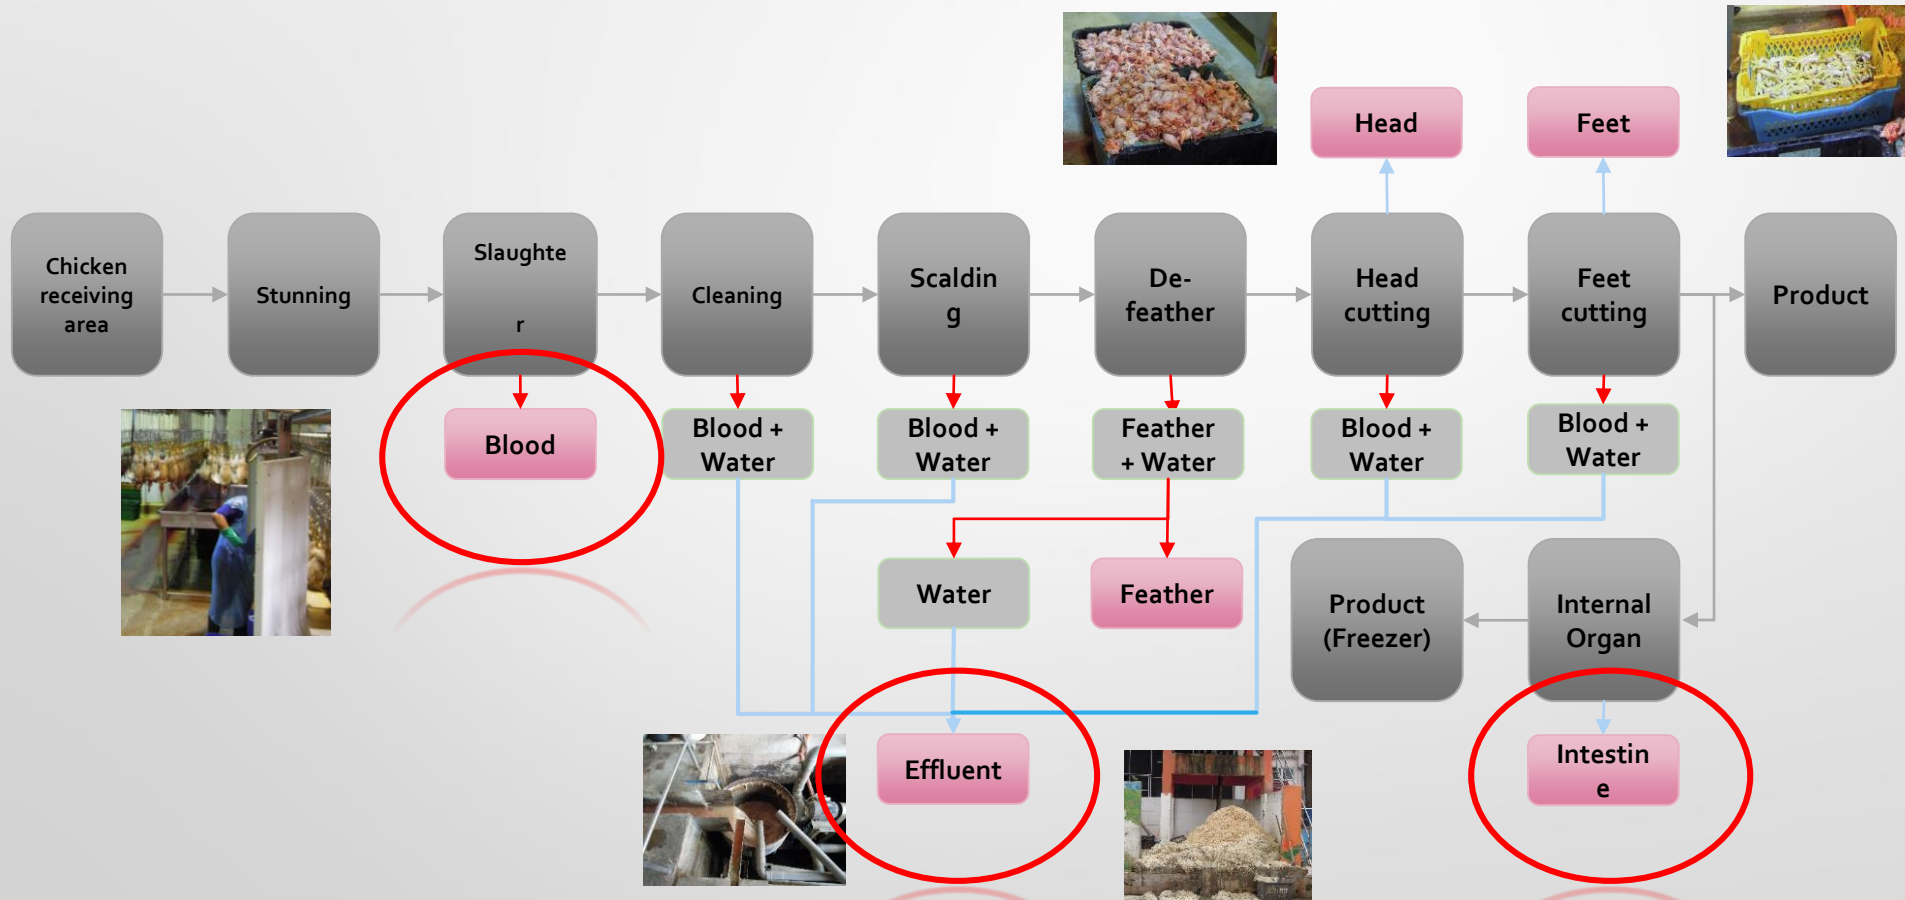 Head
Feet
Chicken
receiving
area
Stunning
Slaughte
r
Cleaning
Scaldin
g
De-
feather
Head
cutting
Feet
cutting
Product
Blood
Blood +
Water
Blood +
Water
Feather
+ Water
Blood +
Water
Blood +
Water
Water
Feather
Product
(Freezer)
Internal
Organ
Effluent
Intestin
e